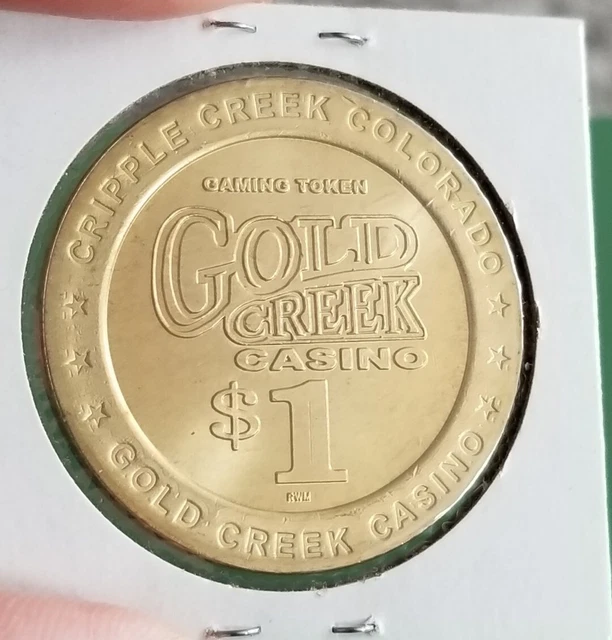 CRIPPLE CREEK COLORADO
GAMING TOKEN
GOLD
CREEK
CASINO
$1
RWM
GOLD CREEK CASINO